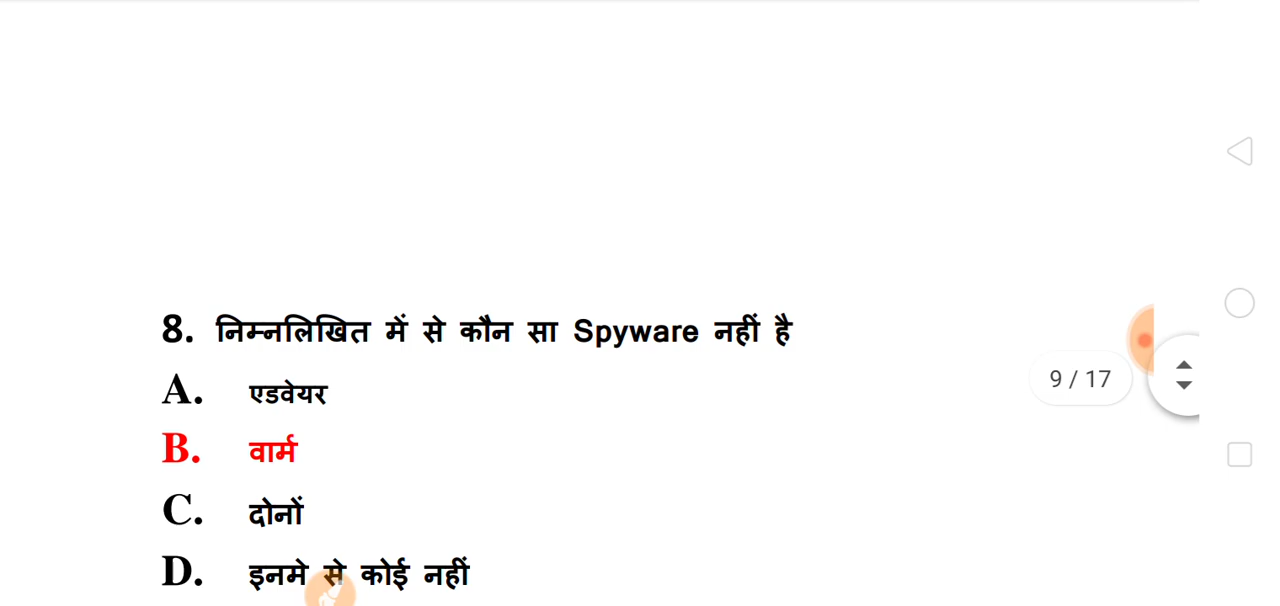 8. निम्नलिखित में से कौन सा Spyware नहीं है
A. एडवेयर
9 / 17
B. वार्म
C. दोनों
D. इनमे से कोई नहीं